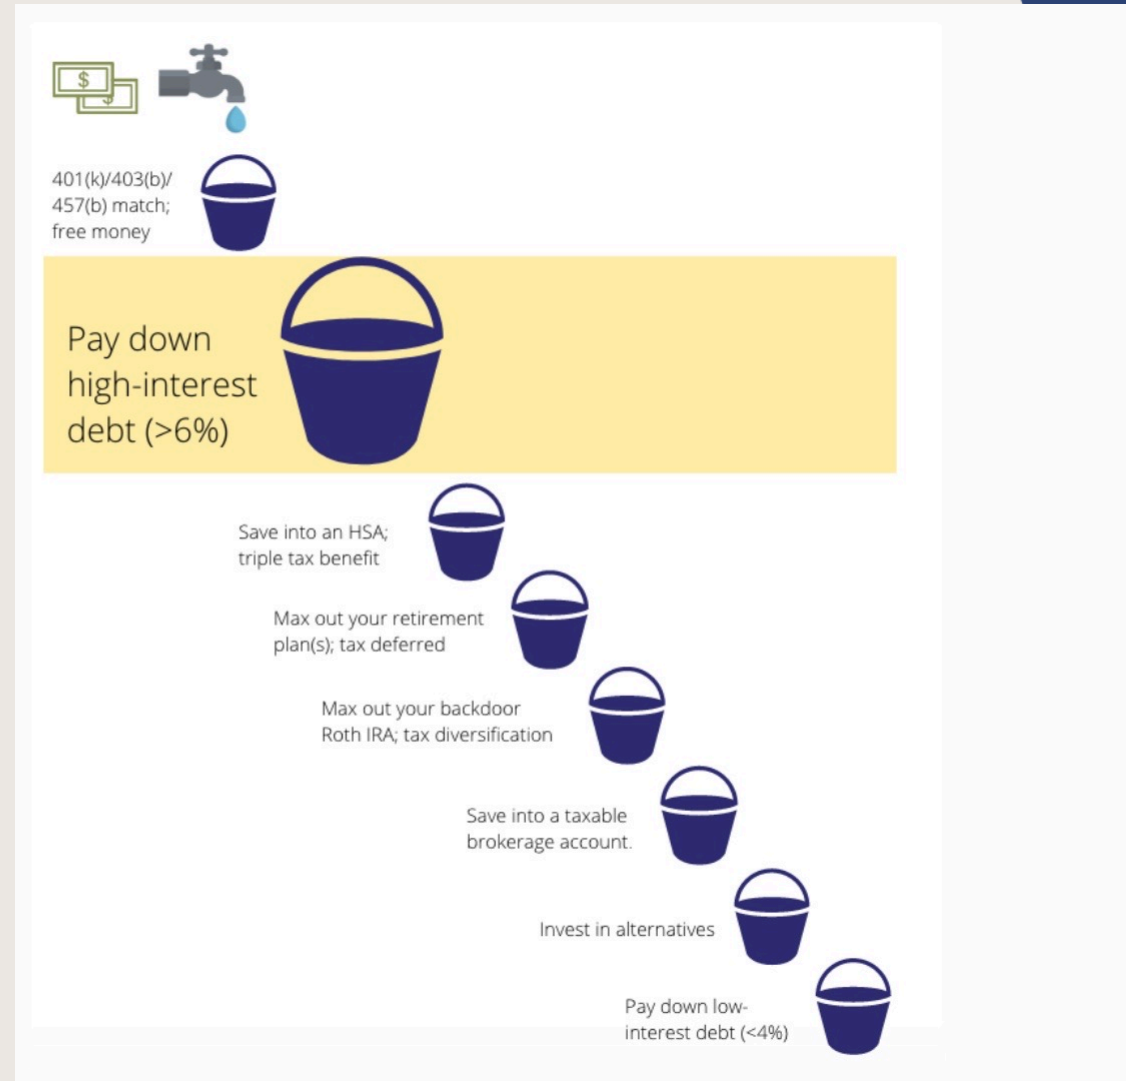 $
$
401(k)/403(b)/
457(b) match;
free money
Pay down
high-interest
debt (>6%)
Save into an HSA;
triple tax benefit
Max out your retirement
plan(s); tax deferred
Max out your backdoor
Roth IRA; tax diversification
Save into a taxable
brokerage account.
Invest in alternatives
Pay down low-
interest debt (<4%)